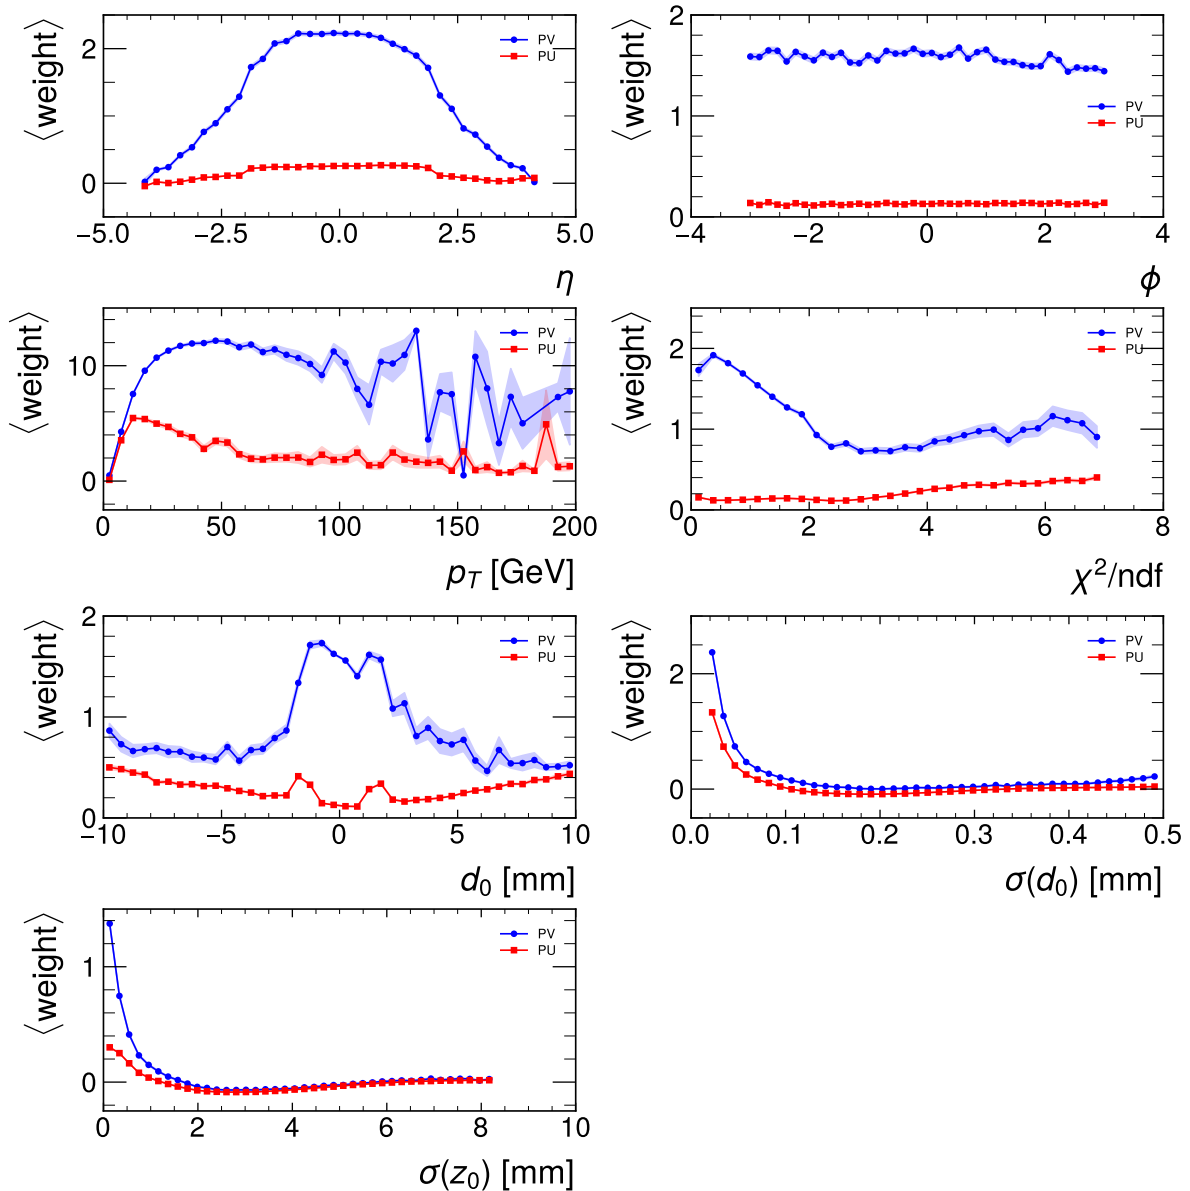 ⟨weight⟩
2
0
PV
PU
−5.0 −2.5 0.0 2.5 5.0
η
⟨weight⟩
2
1
0
PV
PU
−4 −2 0 2 4
ϕ
⟨weight⟩
10
0
PV
PU
0 50 100 150 200
p_T [GeV]
⟨weight⟩
2
1
0
PV
PU
0 2 4 6 8
χ²/ndf
⟨weight⟩
2
1
0
PV
PU
−10 −5 0 5 10
d₀ [mm]
⟨weight⟩
2
0
PV
PU
0.0 0.1 0.2 0.3 0.4 0.5
σ(d₀) [mm]
⟨weight⟩
1
0
PV
PU
0 2 4 6 8 10
σ(z₀) [mm]